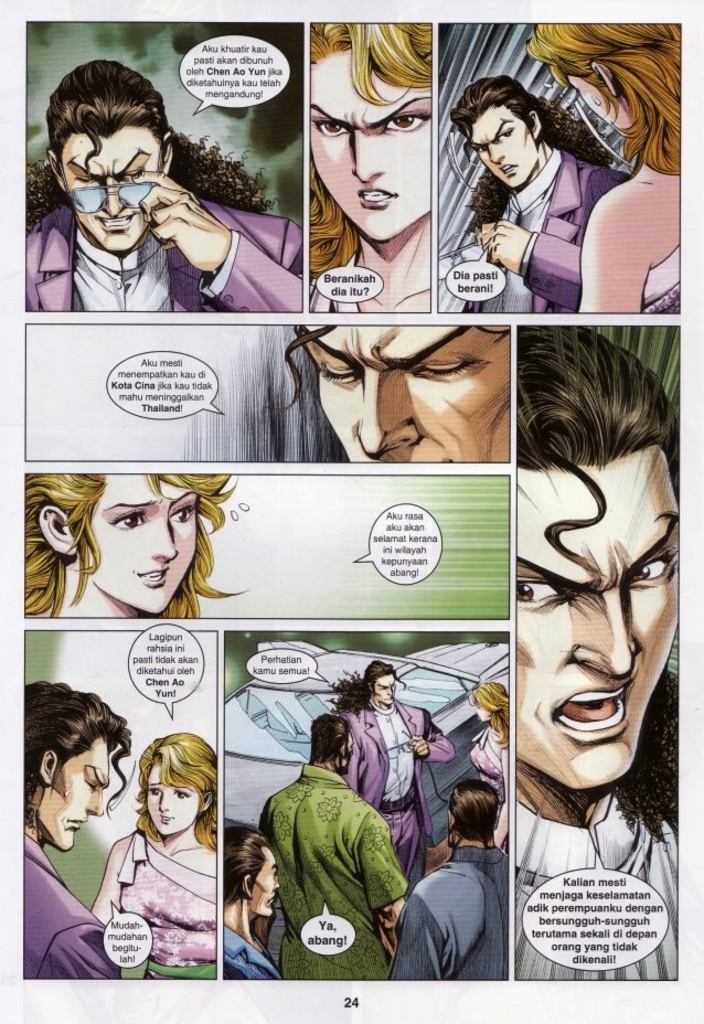 Aku khuatir kau
pasti akan dibunuh
oleh Chen Ao Yun jika
diketahuinya kau telah
mengandung!
Beranikah
dia itu?
Dia pasti
berani!
Aku mesti
menempatkan kau di
Kota Cina jika kau tidak
mahu meninggalkan
Thailand!
Aku rasa
aku akan
selamat kerana
ini wilayah
kepunyaan
abang!
Lagipun
rahsia ini
pasti tidak akan
diketahui oleh
Chen Ao
Yun!
Mudah-
mudahan
begitu-
lah!
Perhatian
kamu semua!
Ya,
abang!
Kalian mesti
menjaga keselamatan
adik perempuanku dengan
bersungguh-sungguh
terutama sekali di depan
orang yang tidak
dikenali!
24